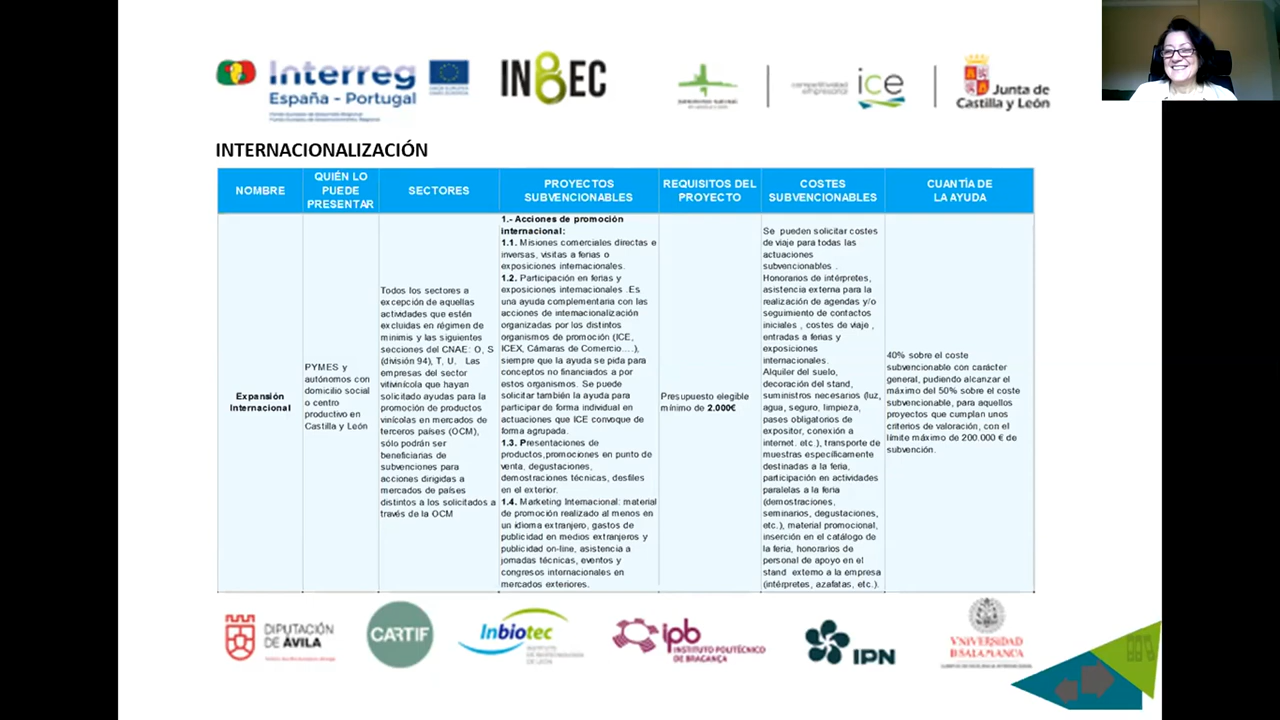 Interreg
España - Portugal
IN8EC
competitividad
empresarial
ice
Junta de
Castilla y León
INTERNACIONALIZACIÓN
NOMBRE
QUIÉN LO
PUEDE
PRESENTAR
SECTORES
PROYECTOS
SUBVENCIONABLES
REQUISITOS DEL
PROYECTO
COSTES
SUBVENCIONABLES
CUANTÍA DE
LA AYUDA
Expansión
Internacional
PYMES y
autónomos con
domicilio social
o centro
productivo en
Castilla y León
Todos los sectores a
excepción de aquellas
actividades que estén
excluidas en régimen de
minimis y las siguientes
secciones del CNAE: O, S
(división 94), T, U. Las
empresas del sector
vitivinícola que hayan
solicitado ayudas para la
promoción de productos
vinícolas en mercados de
terceros países (OCM),
sólo podrán ser
beneficiarias de
subvenciones para
acciones dirigidas a
mercados de países
distintos a los solicitados a
través de la OCM
1.- Acciones de promoción
internacional:
1.1. Misiones comerciales directas e
inversas, visitas a ferias o
exposiciones internacionales.
1.2. Participación en ferias y
exposiciones internacionales .Es
una ayuda complementaria con las
acciones de internacionalización
organizadas por los distintos
organismos de promoción (ICE,
ICEX, Cámaras de Comercio....),
siempre que la ayuda se pida para
conceptos no financiados a por
estos organismos. Se puede
solicitar también la ayuda para
participar de forma individual en
actuaciones que ICE convoque de
forma agrupada.
1.3. Presentaciones de
productos,promociones en punto de
venta, degustaciones,
demostraciones técnicas, desfiles
en el exterior.
1.4. Marketing Internacional: material
de promoción realizado al menos en
un idioma extranjero, gastos de
publicidad en medios extranjeros y
publicidad on-line, asistencia a
jornadas técnicas, eventos y
congresos internacionales en
mercados exteriores.
Presupuesto elegible
mínimo de 2.000€
Se pueden solicitar costes
de viaje para todas las
actuaciones
subvencionables .
Honorarios de intérpretes,
asistencia externa para la
realización de agendas y/o
seguimiento de contactos
iniciales , costes de viaje ,
entradas a ferias y
exposiciones
internacionales.
Alquiler del suelo,
decoración del stand,
suministros necesarios (luz,
agua, seguro, limpieza,
pases obligatorios de
expositor, conexión a
internet. etc.), transporte de
muestras específicamente
destinadas a la feria,
participación en actividades
paralelas a la feria
(demostraciones,
seminarios, degustaciones,
etc.), material promocional,
inserción en el catálogo de
la feria, honorarios de
personal de apoyo en el
stand externo a la empresa
(intérpretes, azafatas, etc.).
40% sobre el coste
subvencionable con carácter
general, pudiendo alcanzar el
máximo del 50% sobre el coste
subvencionable, para aquellos
proyectos que cumplan unos
criterios de valoración, con el
límite máximo de 200.000 € de
subvención.
DIPUTACIÓN
DE ÁVILA
CARTIF
Inbiotec
INSTITUTO
DE BIOTECNOLOGÍA
DE LEÓN
ipb
INSTITUTO POLITÉCNICO
DE BRAGANÇA
IPN
VNiVERSiDAD
D SALAMANCA